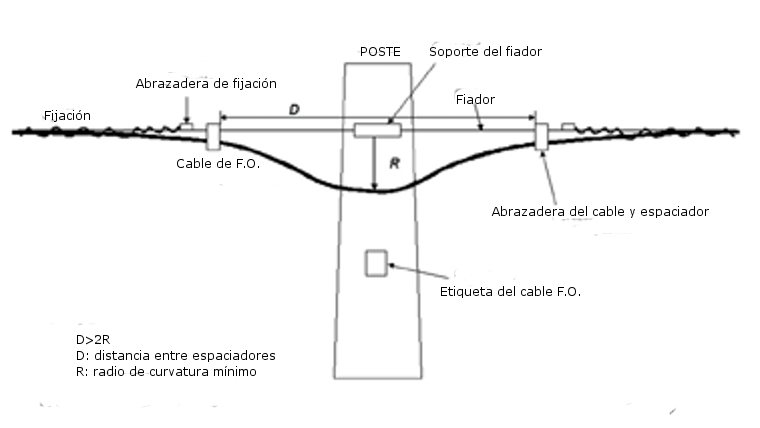 POSTE
Soporte del fiador
Abrazadera de fijación
Fiador
Fijación
D
Cable de F.O.
R
Abrazadera del cable y espaciador
Etiqueta del cable F.O.
D>2R
D: distancia entre espaciadores
R: radio de curvatura mínimo